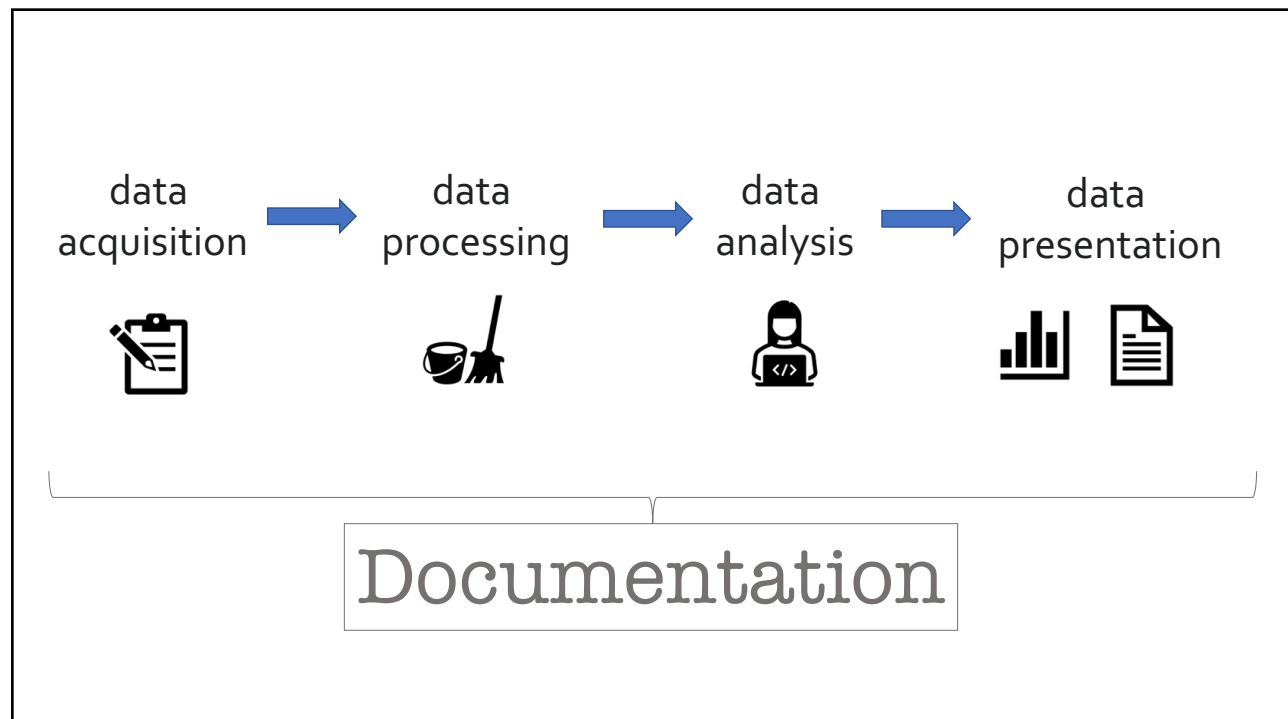 data
acquisition
data
processing
data
analysis
</>
data
presentation
Documentation